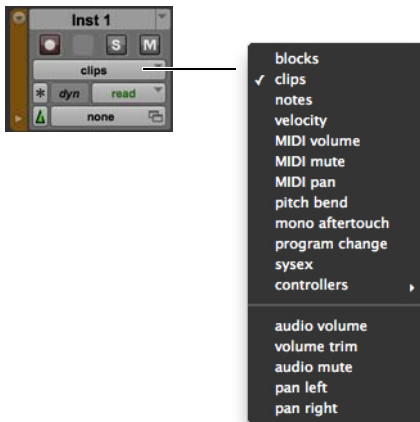 Inst 1
S M
clips
* dyn read
none
blocks
✓ clips
notes
velocity
MIDI volume
MIDI mute
MIDI pan
pitch bend
mono aftertouch
program change
sysex
controllers
audio volume
volume trim
audio mute
pan left
pan right